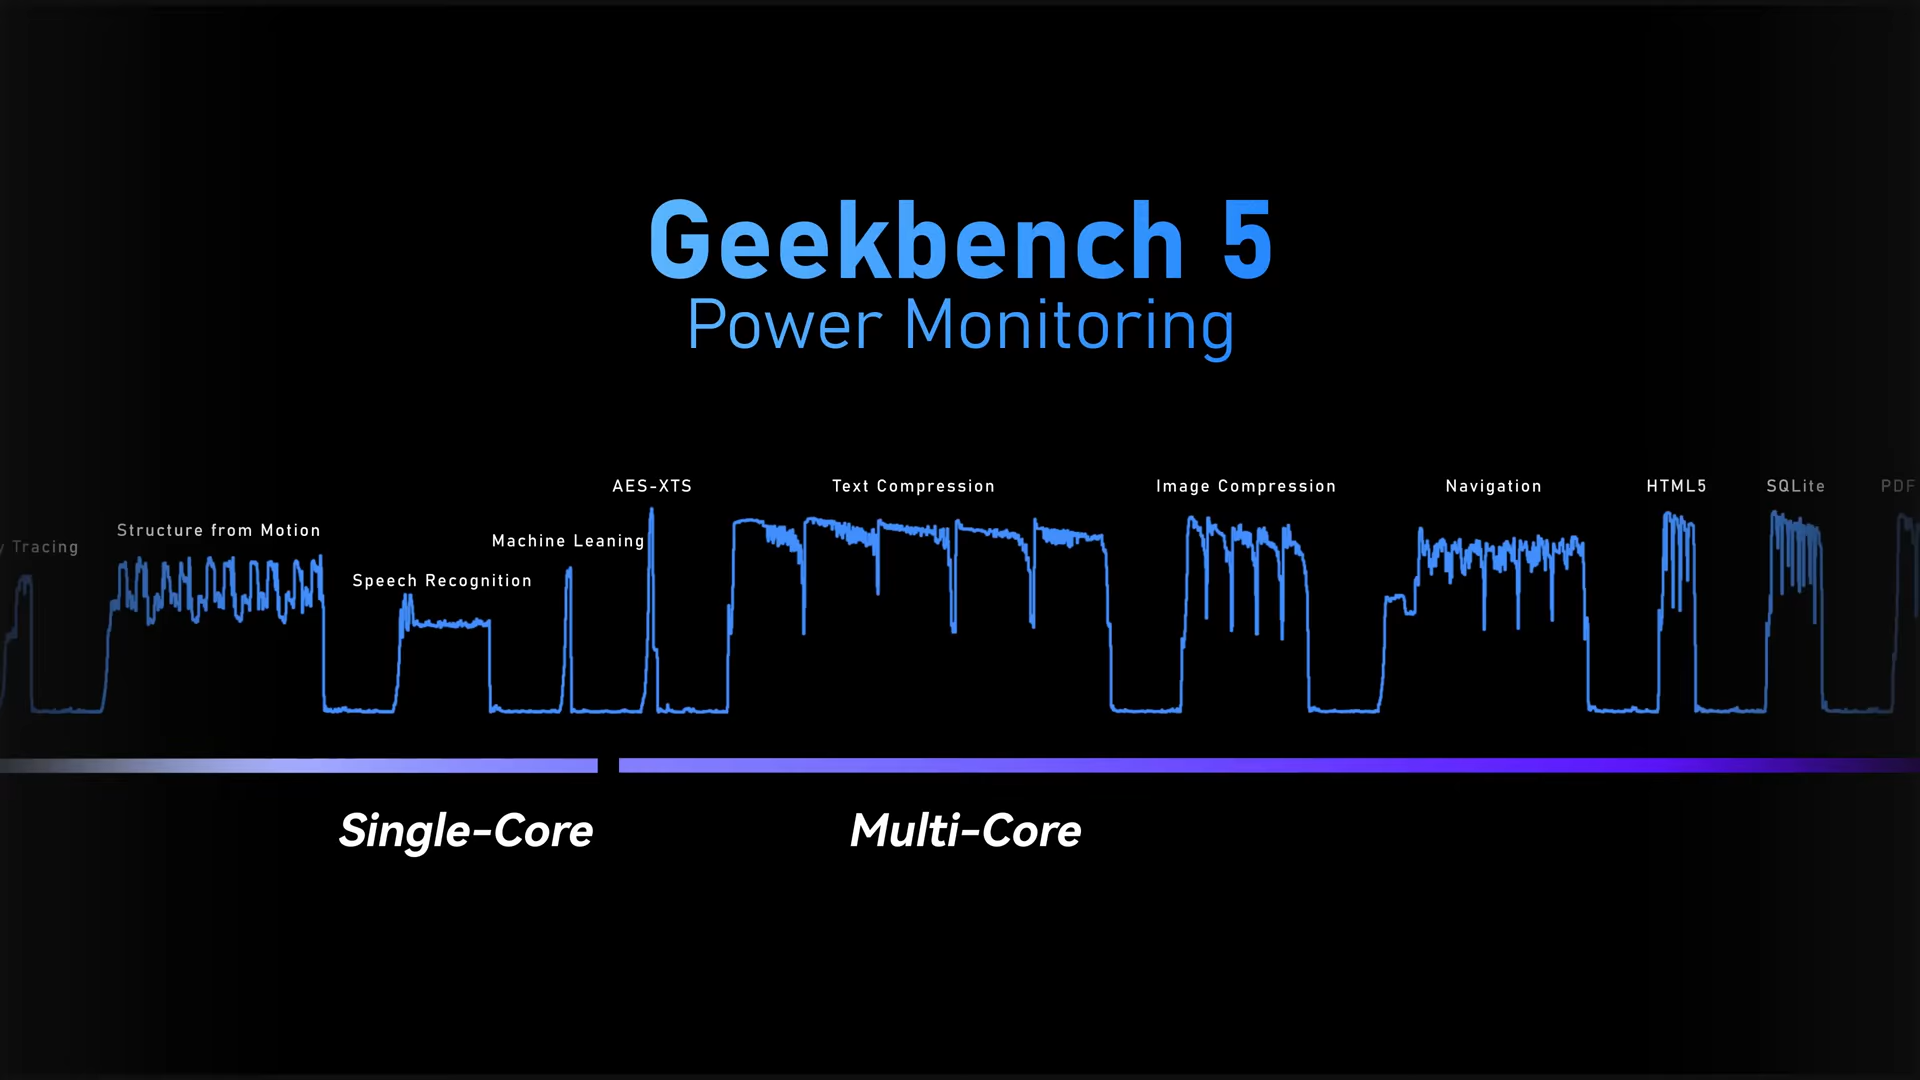 Geekbench 5
Power Monitoring
AES-XTS
Text Compression
Image Compression
Navigation
HTML5
SQLite
PDF
Structure from Motion
Machine Leaning
Tracing
Speech Recognition
Single-Core
Multi-Core